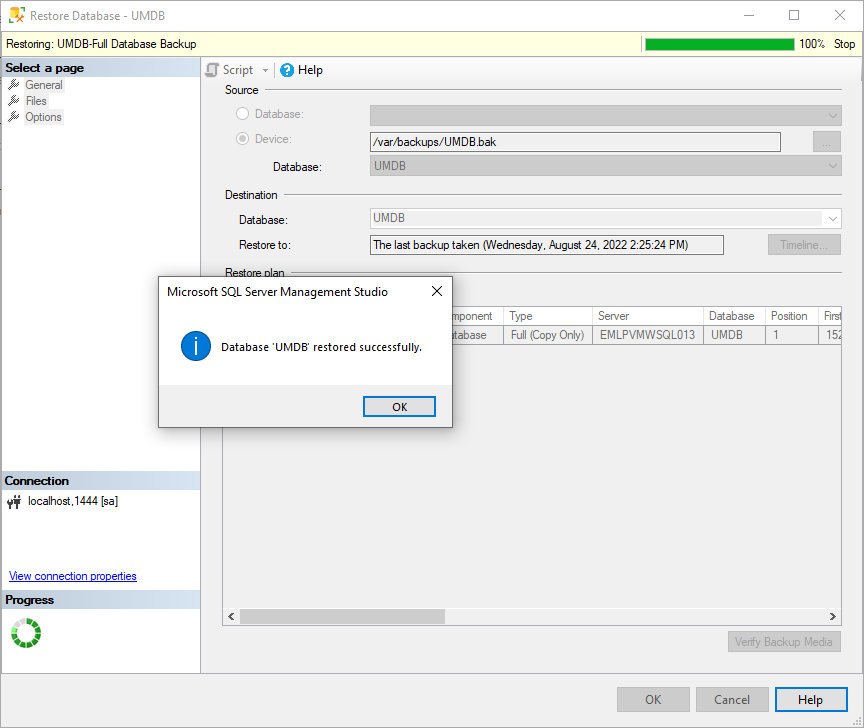 Restore Database - UMDB
Restoring: UMDB-Full Database Backup
100% Stop
Select a page
General
Files
Options
Script
Help
Source
Database:
Device:
/var/backups/UMDB.bak
...
Database:
UMDB
Destination
Database:
UMDB
Restore to:
The last backup taken (Wednesday, August 24, 2022 2:25:24 PM)
Timeline...
Restore plan
mponent Type Server Database Position First
tabase Full (Copy Only) EMLPVMWSQL013 UMDB 1 152
Microsoft SQL Server Management Studio
Database 'UMDB' restored successfully.
OK
Connection
localhost,1444 [sa]
View connection properties
Progress
Verify Backup Media
OK
Cancel
Help